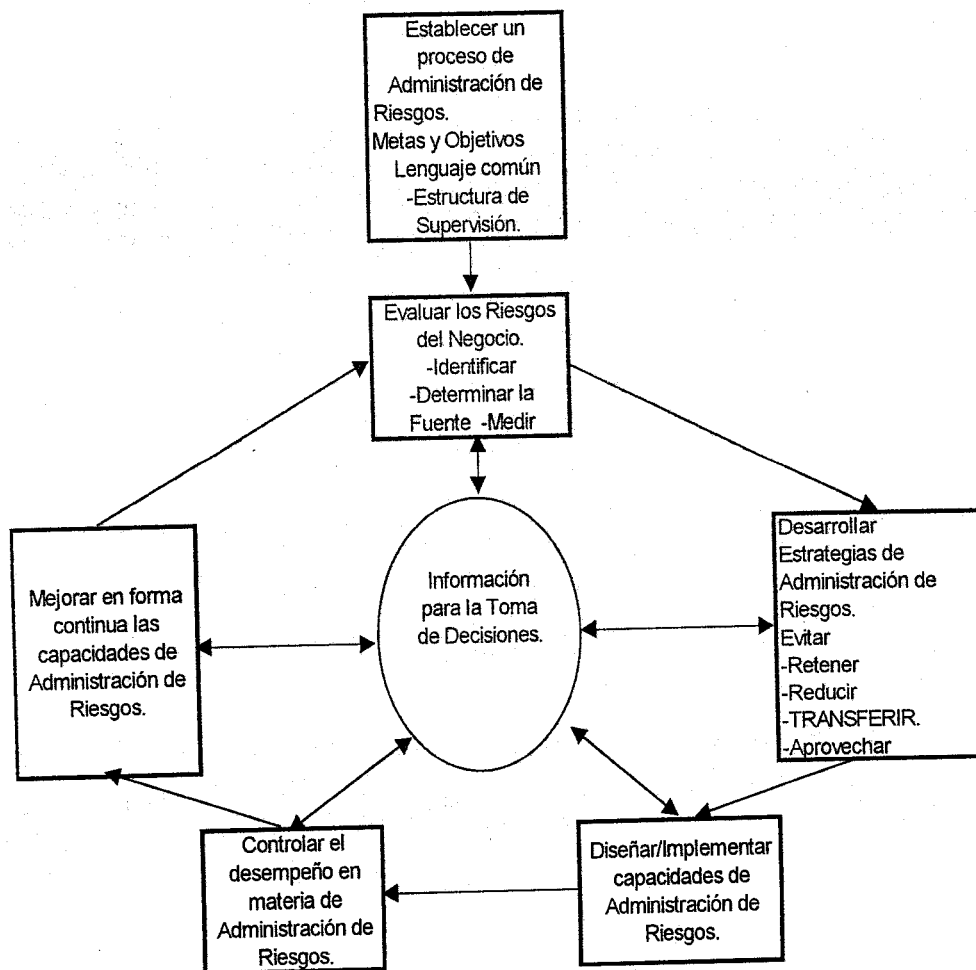 Establecer un
proceso de
Administración de
Riesgos.
Metas y Objetivos
Lenguaje común
-Estructura de
Supervisión.
Evaluar los Riesgos
del Negocio.
-Identificar
-Determinar la
Fuente -Medir
Información
para la Toma
de Decisiones.
Desarrollar
Estrategias de
Administración de
Riesgos.
Evitar
-Retener
-Reducir
-TRANSFERIR.
-Aprovechar
Diseñar/Implementar
capacidades de
Administración de
Riesgos.
Controlar el
desempeño en
materia de
Administración de
Riesgos.
Mejorar en forma
continua las
capacidades de
Administración de
Riesgos.